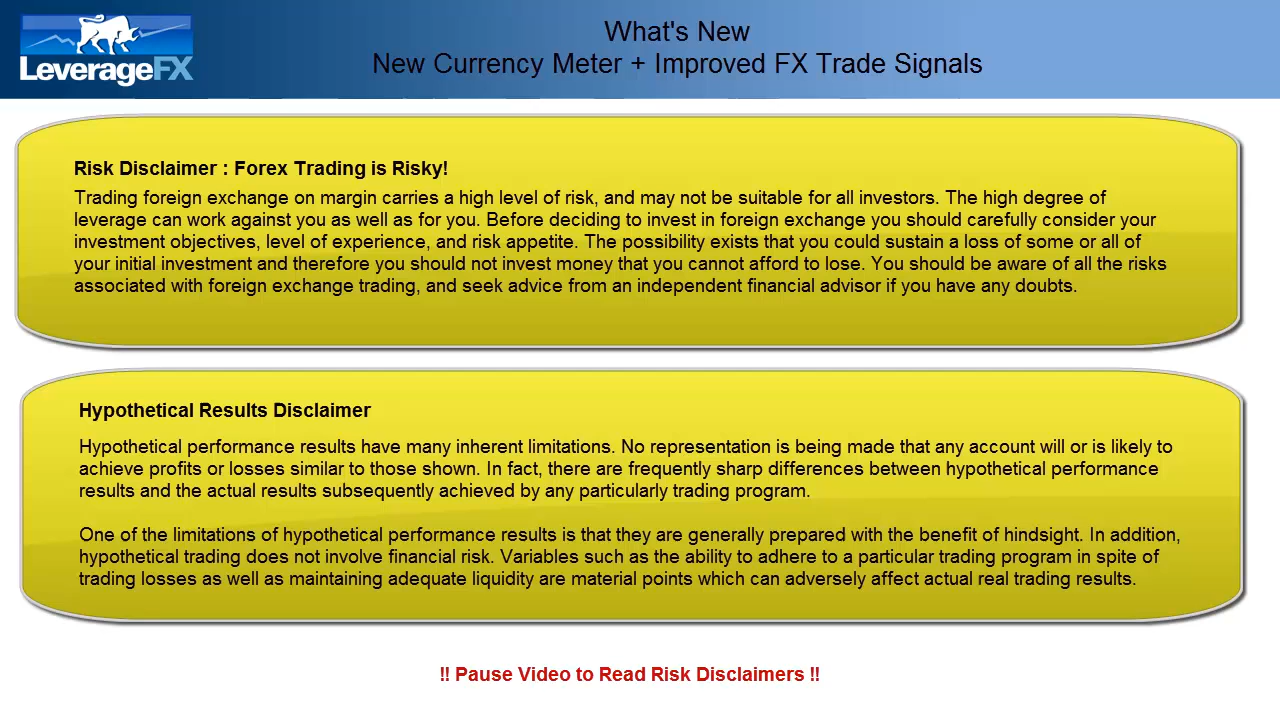 LeverageFX
What's New
New Currency Meter + Improved FX Trade Signals
Risk Disclaimer : Forex Trading is Risky!
Trading foreign exchange on margin carries a high level of risk, and may not be suitable for all investors. The high degree of
leverage can work against you as well as for you. Before deciding to invest in foreign exchange you should carefully consider your
investment objectives, level of experience, and risk appetite. The possibility exists that you could sustain a loss of some or all of
your initial investment and therefore you should not invest money that you cannot afford to lose. You should be aware of all the risks
associated with foreign exchange trading, and seek advice from an independent financial advisor if you have any doubts.
Hypothetical Results Disclaimer
Hypothetical performance results have many inherent limitations. No representation is being made that any account will or is likely to
achieve profits or losses similar to those shown. In fact, there are frequently sharp differences between hypothetical performance
results and the actual results subsequently achieved by any particularly trading program.
One of the limitations of hypothetical performance results is that they are generally prepared with the benefit of hindsight. In addition,
hypothetical trading does not involve financial risk. Variables such as the ability to adhere to a particular trading program in spite of
trading losses as well as maintaining adequate liquidity are material points which can adversely affect actual real trading results.
!! Pause Video to Read Risk Disclaimers !!